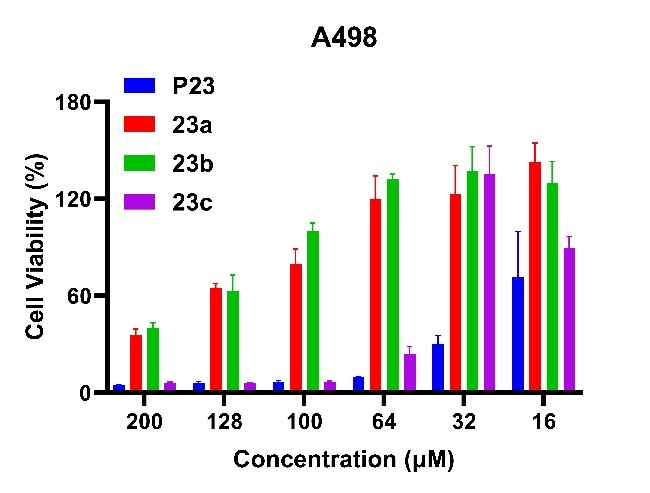 A498
P23
23a
23b
23c
Cell Viability (%)
180
120
60
0
200 128 100 64 32 16
Concentration (μM)